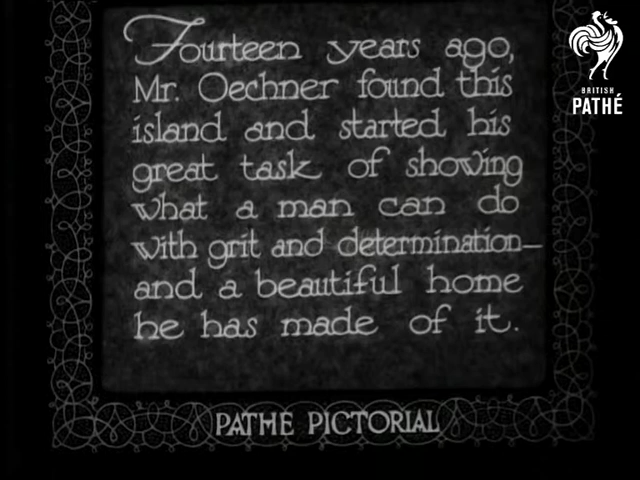 Fourteen years ago,
Mr. Oechner found this
island and started his
great task of showing
what a man can do
with grit and determination—
and a beautiful home
he has made of it.
PATHE PICTORIAL
BRITISH
PATHÉ